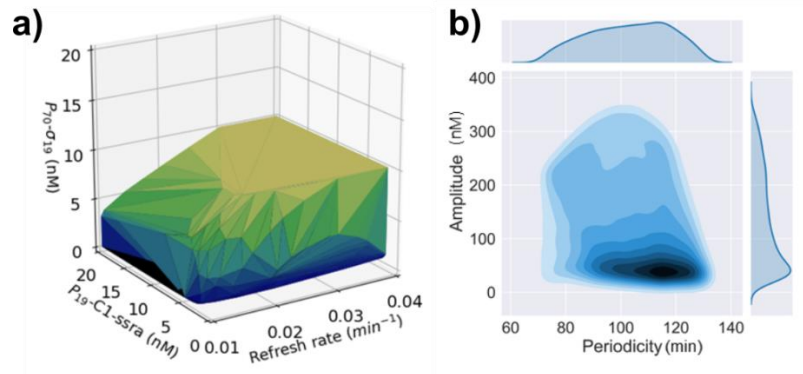 a)
20
15
10
5
0
P₇₀-σ₁₉ (nM)
20
15
10
5
0
P₁₉-C1-ssra (nM)
0.01
0.02
0.03
0.04
Refresh rate (min⁻¹)
b)
400
300
200
100
0
Amplitude (nM)
60 80 100 120 140
Periodicity (min)